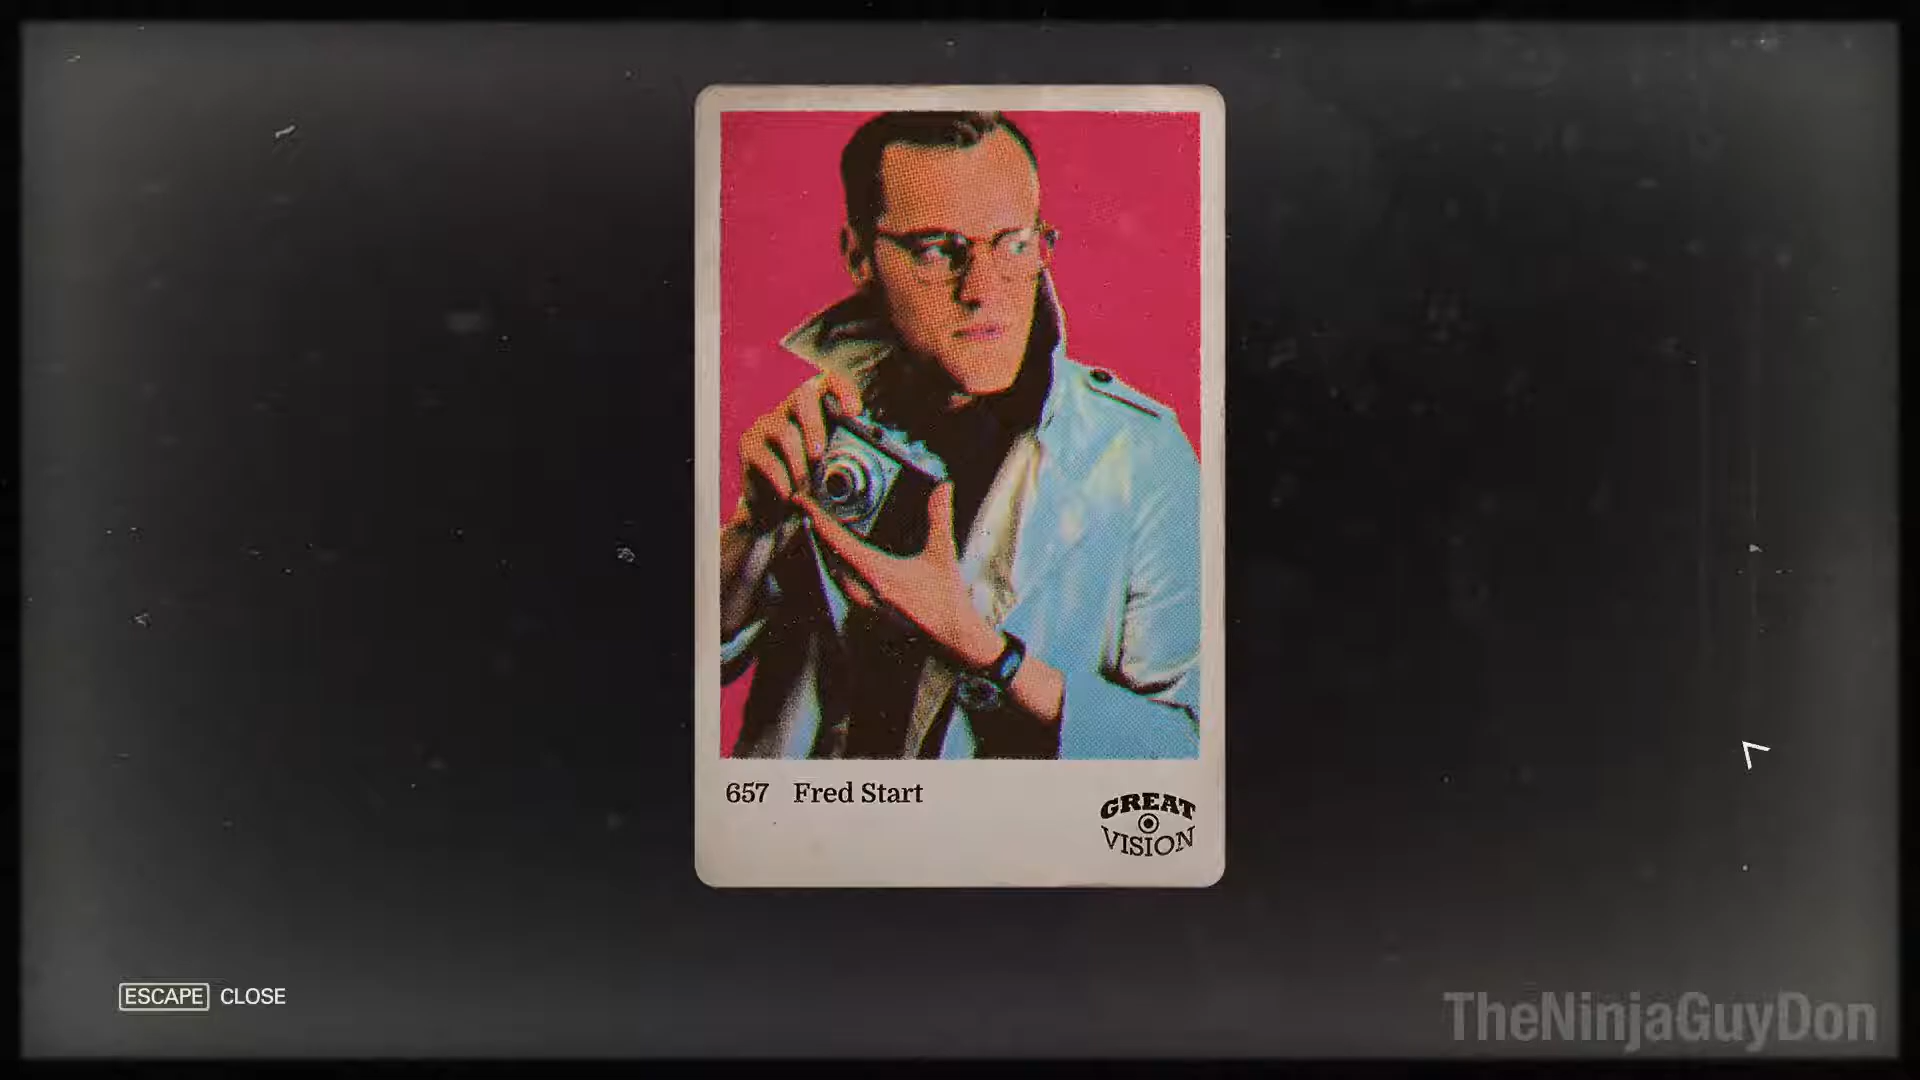 657 Fred Start
GREAT
VISION
ESCAPE CLOSE
TheNinjaGuyDon